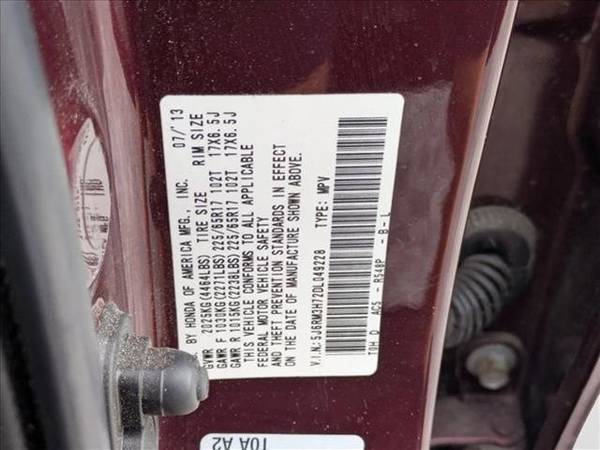 BY HONDA OF AMERICA MFG., INC. 07/'13
GVWR 2025KG(4464LBS) TIRE SIZE RIM SIZE
GAWR F 1030KG(2271LBS) 225/65R17 102T 17X6.5J
GAWR R 1015KG(2238LBS) 225/65R17 102T 17X6.5J
THIS VEHICLE CONFORMS TO ALL APPLICABLE
FEDERAL MOTOR VEHICLE SAFETY
AND THEFT PREVENTION STANDARDS IN EFFECT
ON THE DATE OF MANUFACTURE SHOWN ABOVE.
V.I.N.:5J6RM3H72DL049228 TYPE: MPV
T0H D AC5 -R548P -B-L
T0A A2